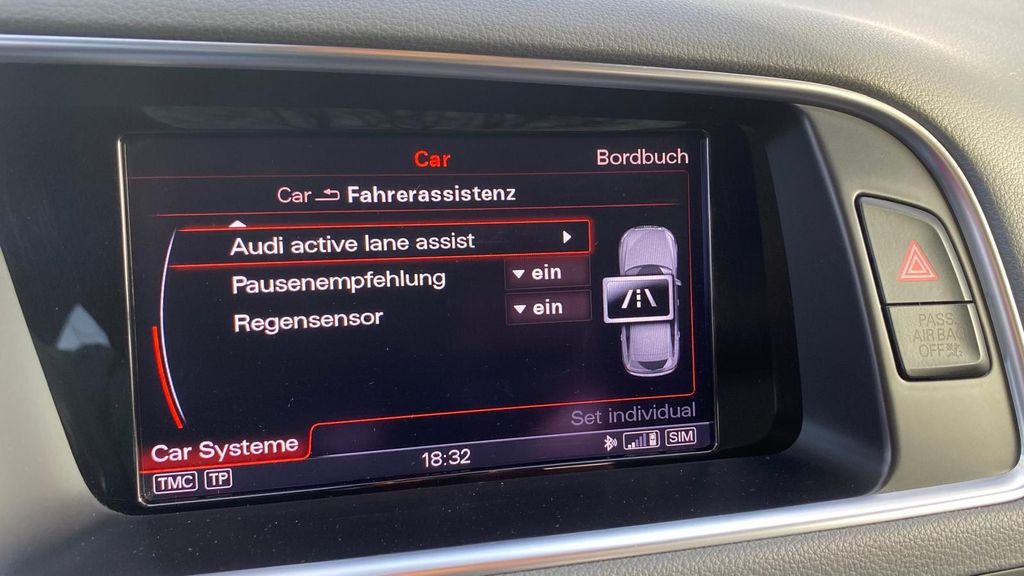 Car
Bordbuch
Car Fahrerassistenz
Audi active lane assist
Pausenempfehlung ein
Regensensor ein
Set individual
Car Systeme
18:32
SIM
TMC TP
PASS
AIR BAG
OFF